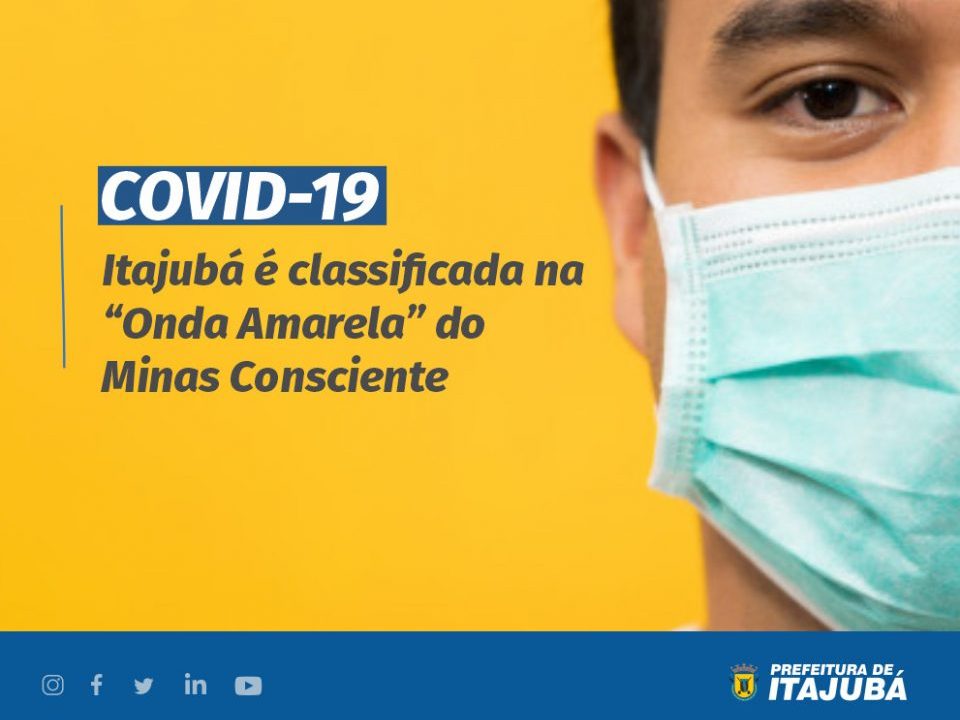 COVID-19
Itajubá é classificada na
“Onda Amarela” do
Minas Consciente
PREFEITURA DE
ITAJUBÁ